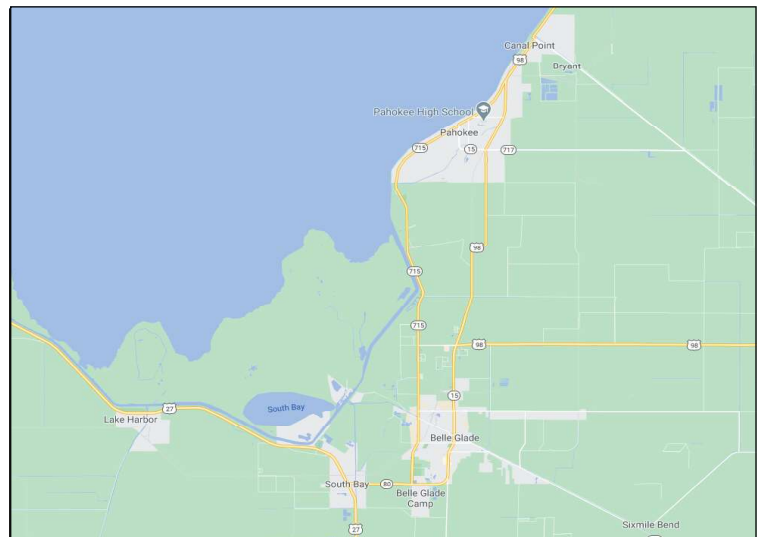 Canal Point
98
Bryant
Pahokee High School
Pahokee
715
15
717
98
715
715
98
98
27
South Bay
15
Lake Harbor
Belle Glade
South Bay
80
Belle Glade
Camp
27
Sixmile Bend